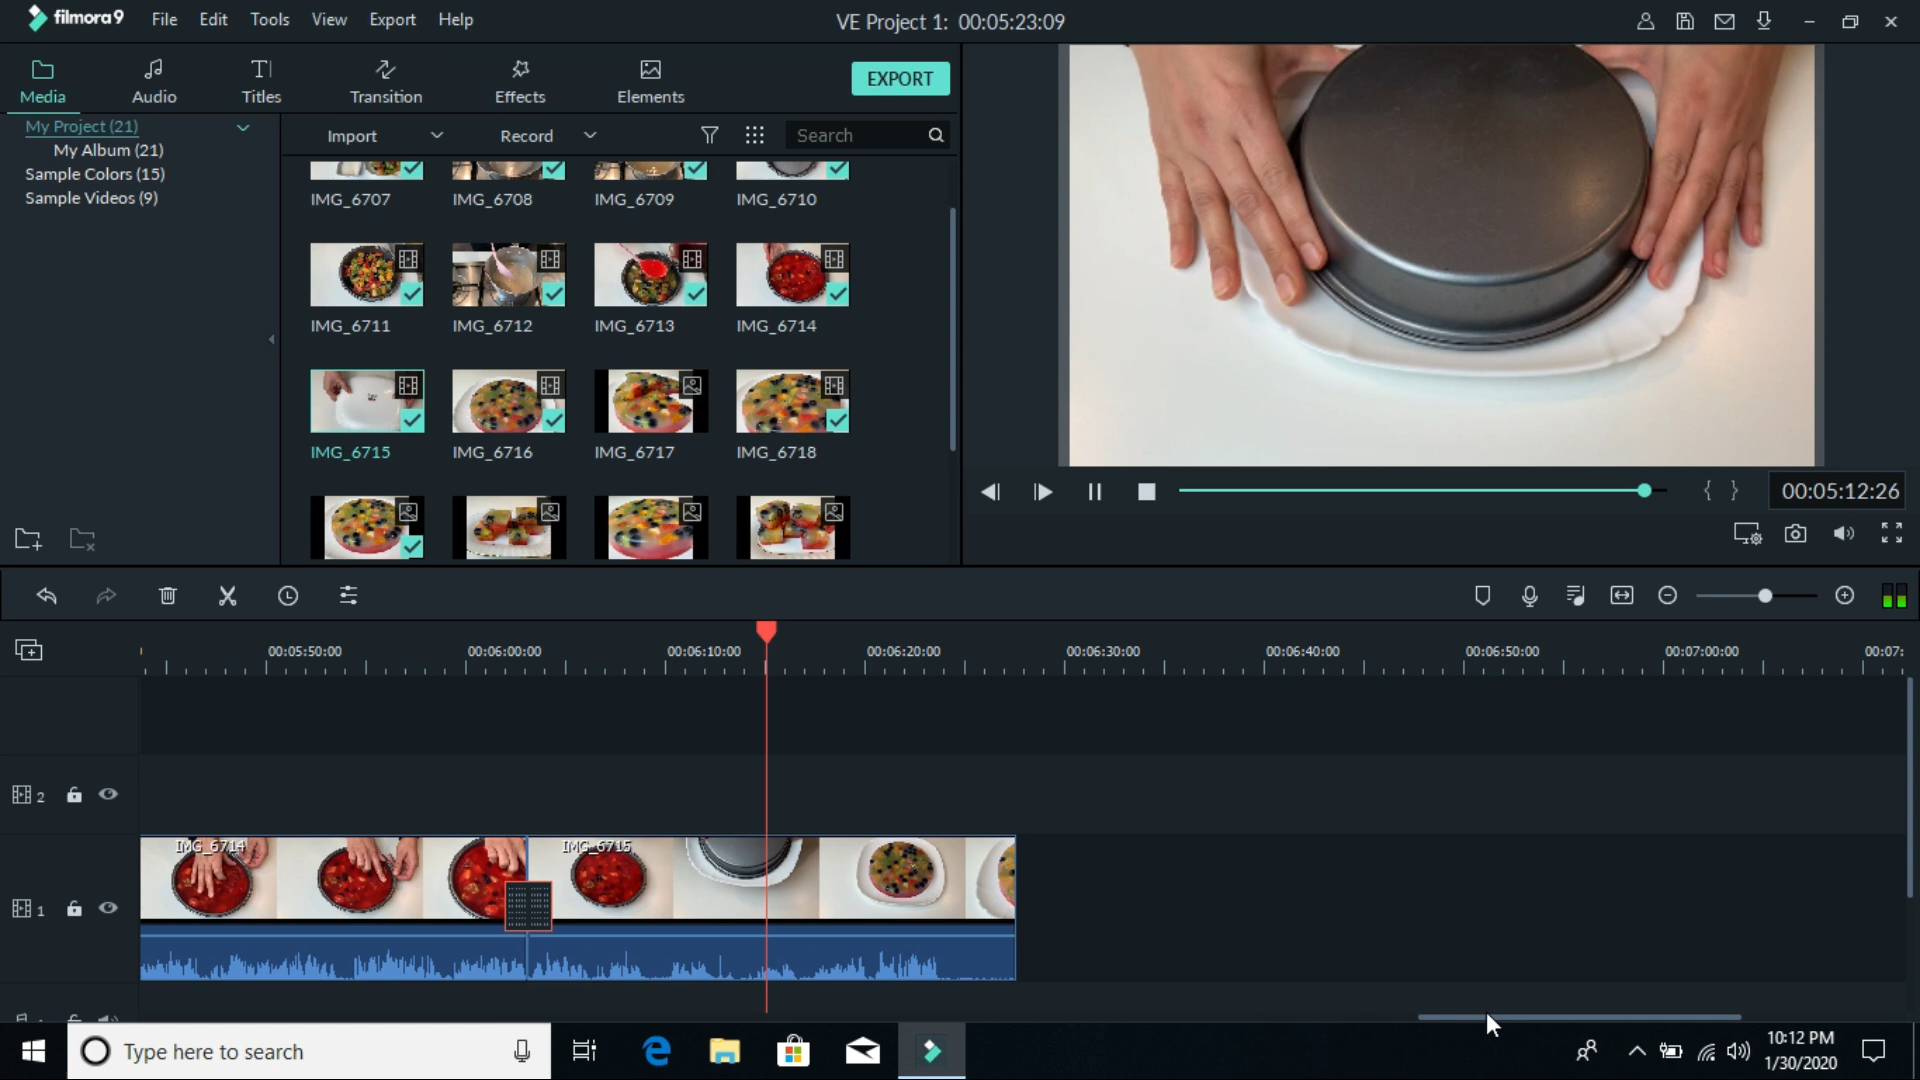 filmora9 File Edit Tools View Export Help
VE Project 1: 00:05:23:09
Media Audio Titles Transition Effects Elements
EXPORT
My Project (21)
My Album (21)
Sample Colors (15)
Sample Videos (9)
Import Record Search
IMG_6707 IMG_6708 IMG_6709 IMG_6710
IMG_6711 IMG_6712 IMG_6713 IMG_6714
IMG_6715 IMG_6716 IMG_6717 IMG_6718
{ } 00:05:12:26
00:05:50:00 00:06:00:00 00:06:10:00 00:06:20:00 00:06:30:00 00:06:40:00 00:06:50:00 00:07:00:00 00:07:
2
IMG_6714 IMG_6715
1
Type here to search
10:12 PM
1/30/2020